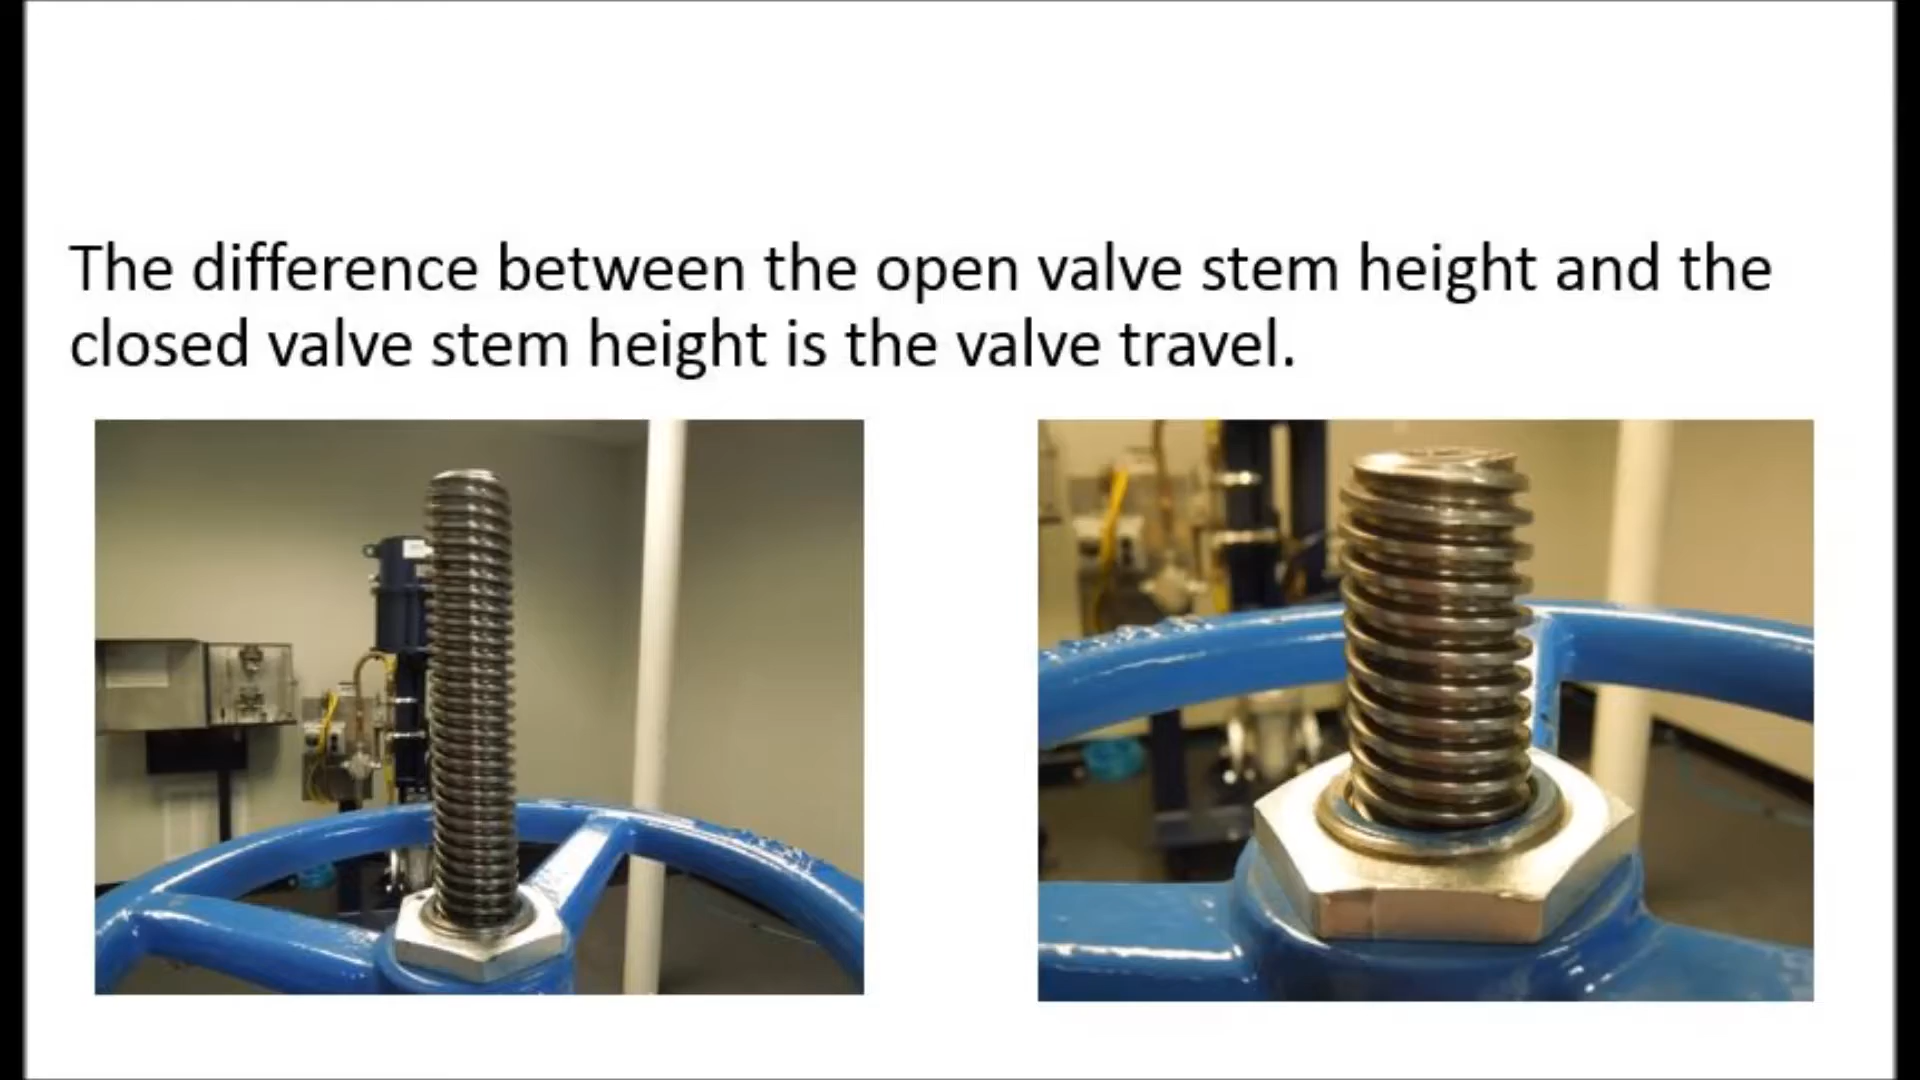 The difference between the open valve stem height and the
closed valve stem height is the valve travel.